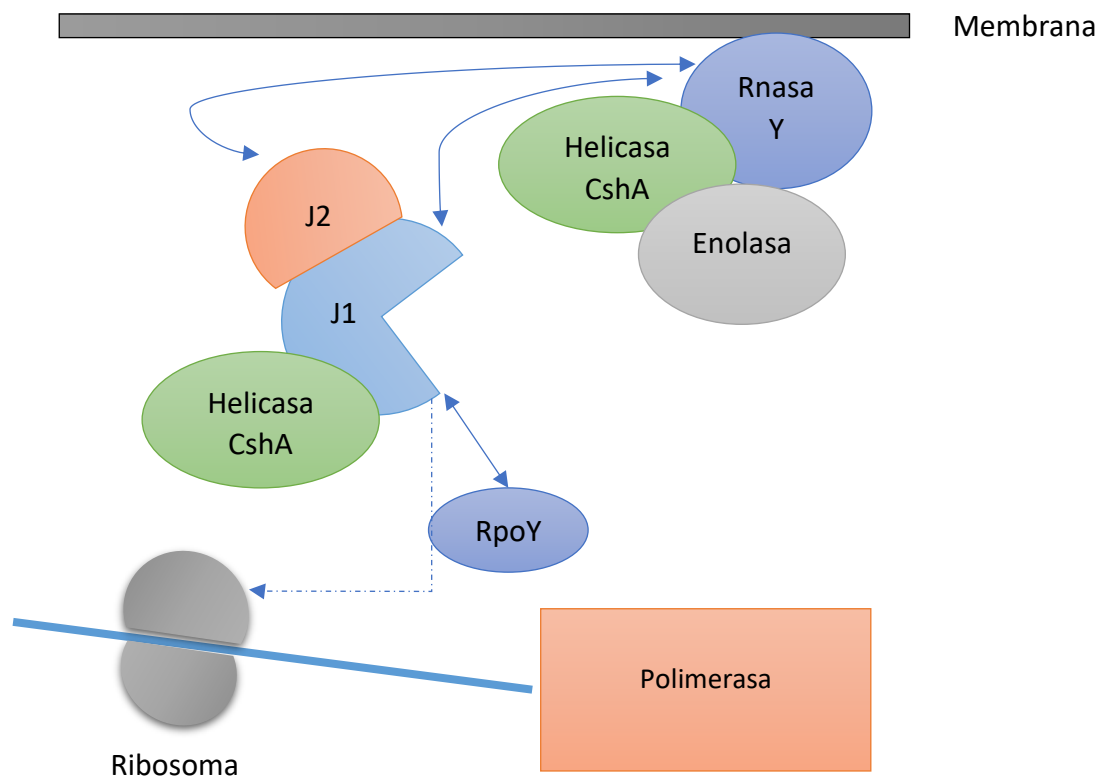 Membrana
Rnasa
Y
Helicasa
CshA
Enolasa
J2
J1
Helicasa
CshA
RpoY
Polimerasa
Ribosoma